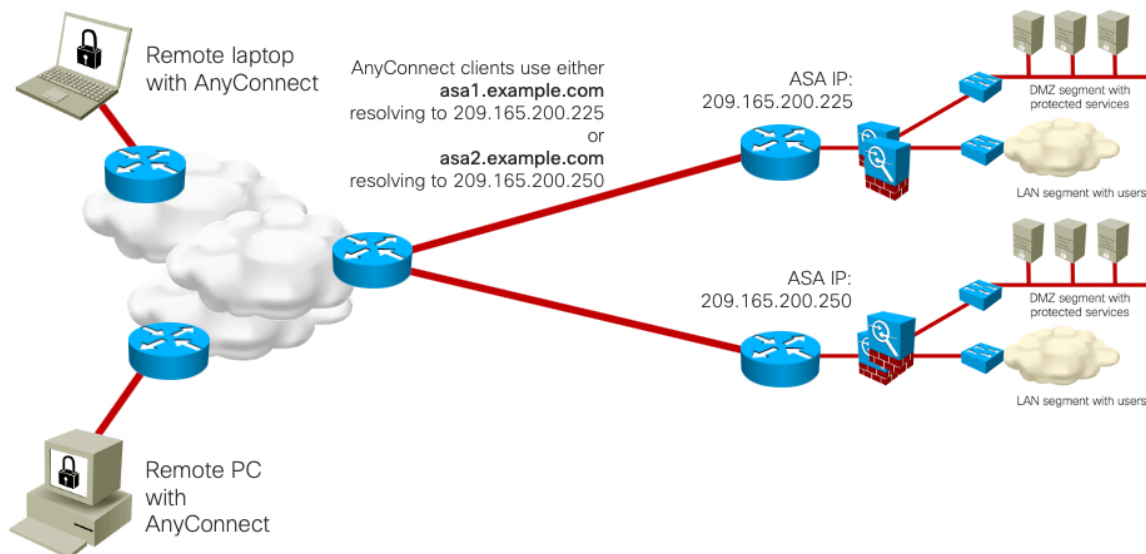 Remote laptop
with AnyConnect
AnyConnect clients use either
asa1.example.com
resolving to 209.165.200.225
or
asa2.example.com
resolving to 209.165.200.250
ASA IP:
209.165.200.225
DMZ segment with
protected services
LAN segment with users
ASA IP:
209.165.200.250
DMZ segment with
protected services
LAN segment with users
Remote PC
with
AnyConnect